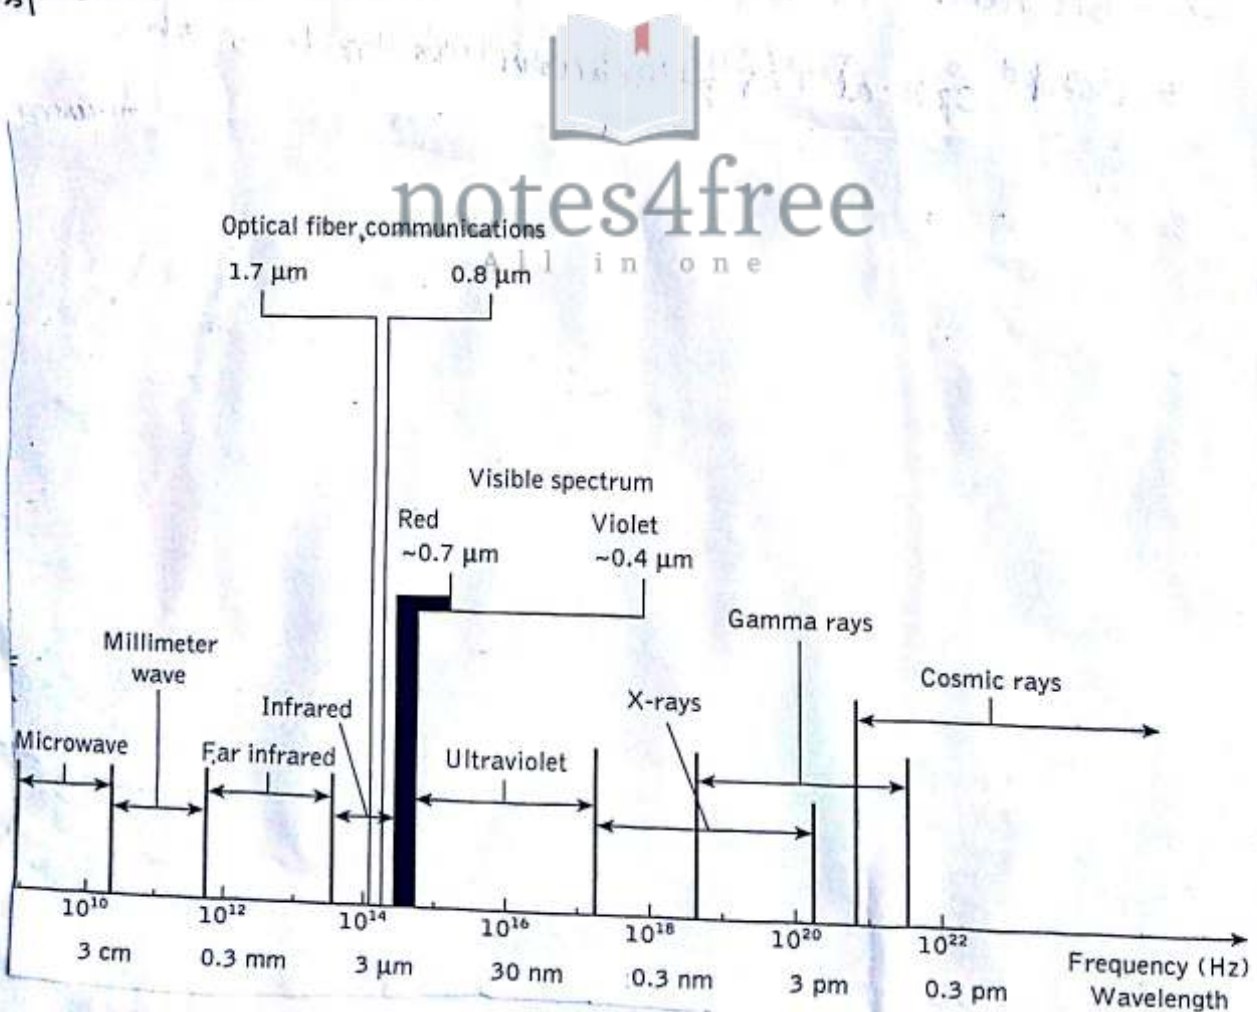 notes4free
All in one
Optical fiber communications
1.7 μm 0.8 μm
Visible spectrum
Red Violet
~0.7 μm ~0.4 μm
Gamma rays
Millimeter
wave
Cosmic rays
Infrared X-rays
Microwave Far infrared Ultraviolet
10¹⁰ 10¹² 10¹⁴ 10¹⁶ 10¹⁸ 10²⁰ 10²²
Frequency (Hz)
3 cm 0.3 mm 3 μm 30 nm 0.3 nm 3 pm 0.3 pm
Wavelength